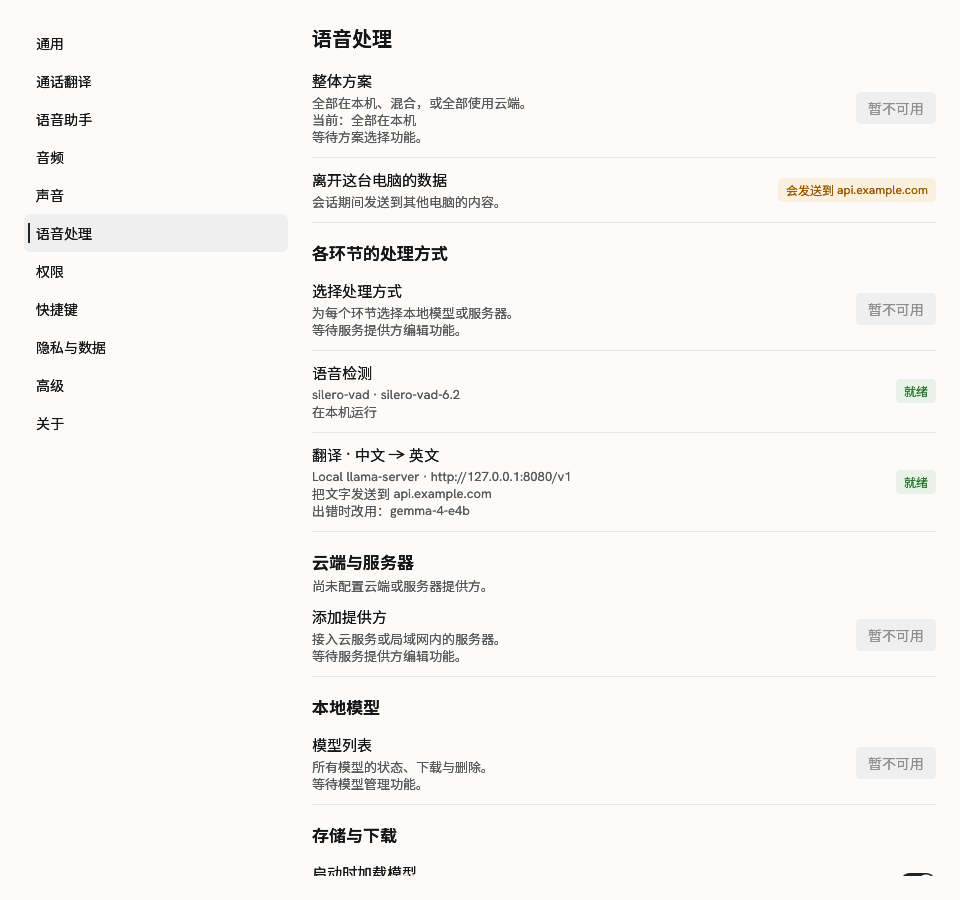 通用
通话翻译
语音助手
音频
声音
语音处理
权限
快捷键
隐私与数据
高级
关于
语音处理
整体方案
全部在本机、混合，或全部使用云端。
当前：全部在本机
等待方案选择功能。
暂不可用
离开这台电脑的数据
会话期间发送到其他电脑的内容。
会发送到 api.example.com
各环节的处理方式
选择处理方式
为每个环节选择本地模型或服务器。
等待服务提供方编辑功能。
暂不可用
语音检测
silero-vad · silero-vad-6.2
在本机运行
就绪
翻译 · 中文 → 英文
Local llama-server · http://127.0.0.1:8080/v1
把文字发送到 api.example.com
出错时改用：gemma-4-e4b
就绪
云端与服务器
尚未配置云端或服务器提供方。
添加提供方
接入云服务或局域网内的服务器。
等待服务提供方编辑功能。
暂不可用
本地模型
模型列表
所有模型的状态、下载与删除。
等待模型管理功能。
暂不可用
存储与下载
启动时加载模型